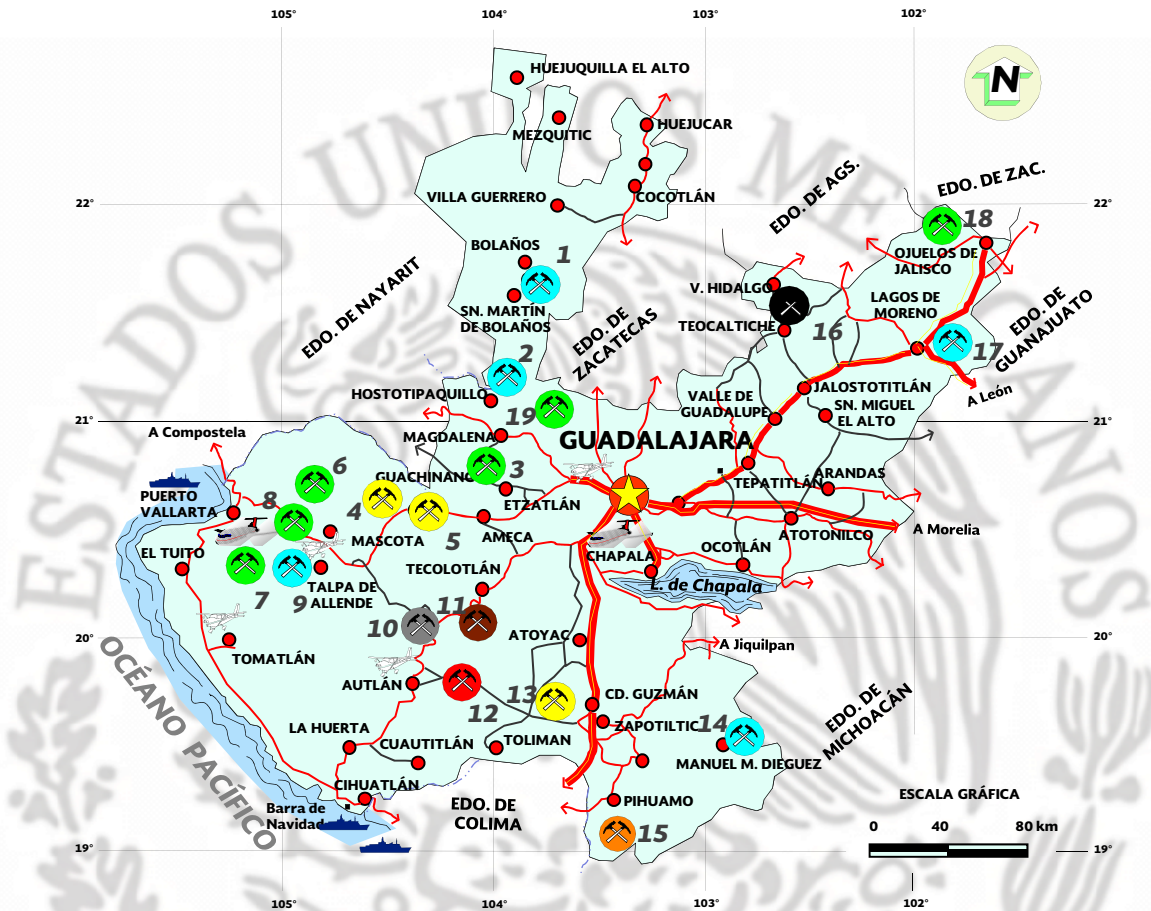 105°
104°
103°
102°
N
HUEJUQUILLA EL ALTO
MEZQUITIC
HUEJUCAR
VILLA GUERRERO
COCOTLÁN
22°
22°
EDO. DE AGS.
EDO. DE ZAC.
18
OJUELOS DE
JALISCO
BOLAÑOS
1
EDO. DE NAYARIT
SN. MARTÍN
DE BOLAÑOS
EDO. DE
ZACATECAS
V. HIDALGO
TEOCALTICHE
16
LAGOS DE
MORENO
EDO. DE
GUANAJUATO
17
2
HOSTOTIPAQUILLO
19
A León
JALOSTOTITLÁN
VALLE DE
GUADALUPE
SN. MIGUEL
EL ALTO
21°
21°
A Compostela
MAGDALENA
GUADALAJARA
GUACHINANGO
3
6
PUERTO
VALLARTA
8
4
ETZATLÁN
TEPATITLÁN
ARANDAS
5
MASCOTA
AMECA
ATOTONILCO
A Morelia
EL TUITO
CHAPALA
OCOTLÁN
7
9
TALPA DE
ALLENDE
TECOLOTLÁN
L. de Chapala
10
11
ATOYAC
20°
20°
A Jiquilpan
TOMATLÁN
OCÉANO PACÍFICO
AUTLÁN
12
13
CD. GUZMÁN
ZAPOTILTIC
14
EDO. DE
MICHOACÁN
MANUEL M. DIEGUEZ
LA HUERTA
CUAUTITLÁN
TOLIMAN
CIHUATLÁN
Barra de
Navidad
EDO. DE
COLIMA
PIHUAMO
15
ESCALA GRÁFICA
0 40 80 km
19°
19°
105°
104°
103°
102°
ESTADOS UNIDOS MEXICANOS